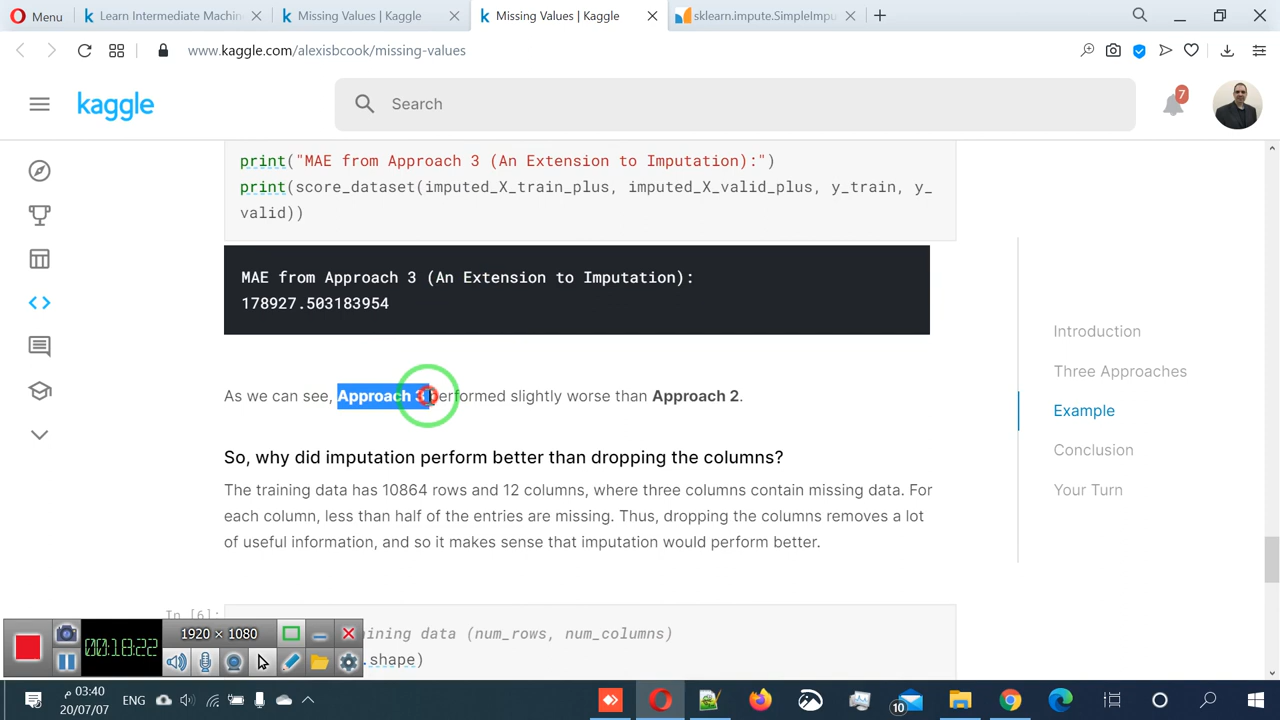 Menu
Learn Intermediate Machin
Missing Values | Kaggle
Missing Values | Kaggle
sklearn.impute.SimpleImpu
www.kaggle.com/alexisbcook/missing-values
kaggle
Search
7
print("MAE from Approach 3 (An Extension to Imputation):")
print(score_dataset(imputed_X_train_plus, imputed_X_valid_plus, y_train, y_
valid))
MAE from Approach 3 (An Extension to Imputation):
178927.503183954
As we can see, Approach 3 performed slightly worse than Approach 2.
So, why did imputation perform better than dropping the columns?
The training data has 10864 rows and 12 columns, where three columns contain missing data. For
each column, less than half of the entries are missing. Thus, dropping the columns removes a lot
of useful information, and so it makes sense that imputation would perform better.
In [6]:
ining data (num_rows, num_columns)
.shape)
Introduction
Three Approaches
Example
Conclusion
Your Turn
00:18:22
1920 × 1080
03:40 م
20/07/07
ENG
10